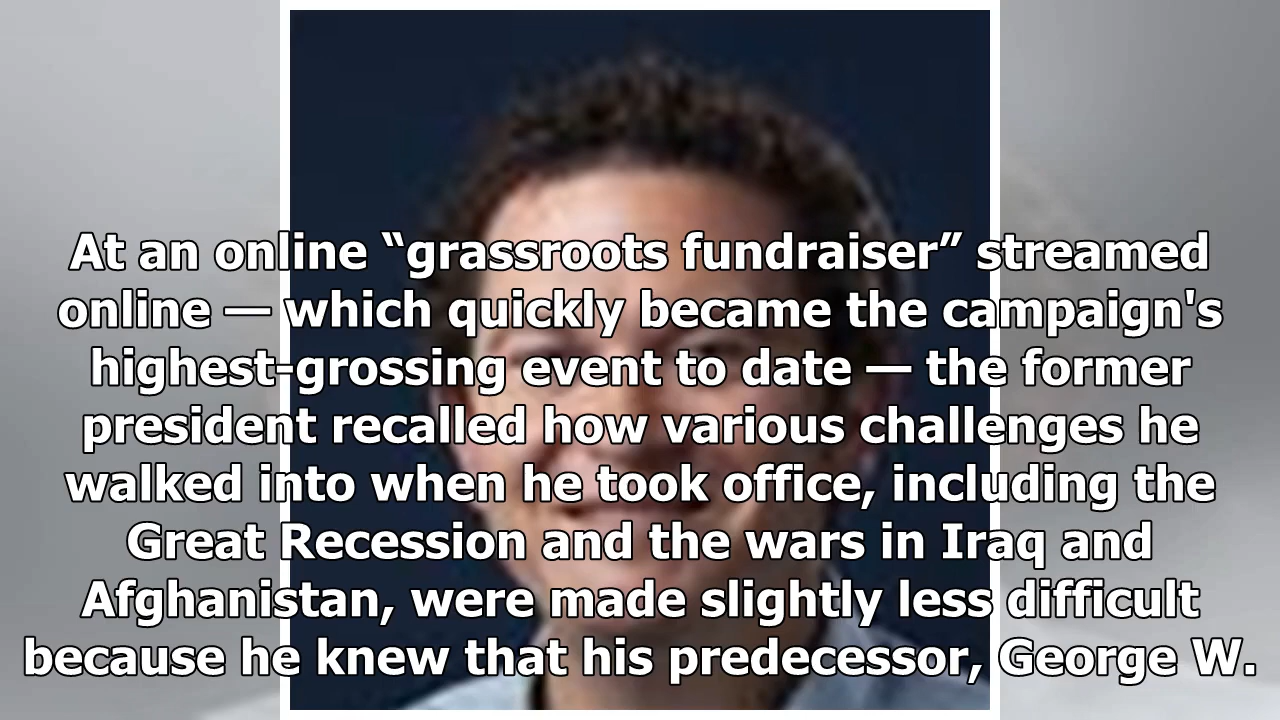 At an online “grassroots fundraiser” streamed
online — which quickly became the campaign's
highest-grossing event to date — the former
president recalled how various challenges he
walked into when he took office, including the
Great Recession and the wars in Iraq and
Afghanistan, were made slightly less difficult
because he knew that his predecessor, George W.